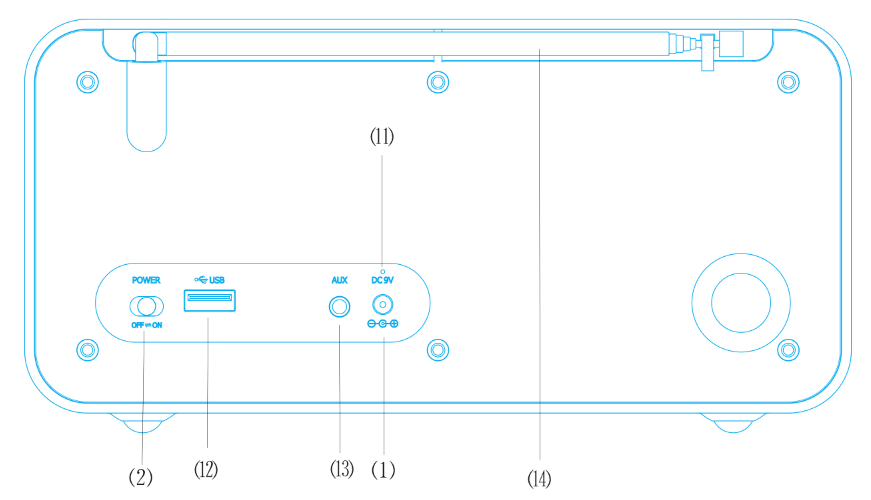 (11)
POWER
USB
AUX
DC 9V
OFF ON
(2)
(12)
(13)
(1)
(14)